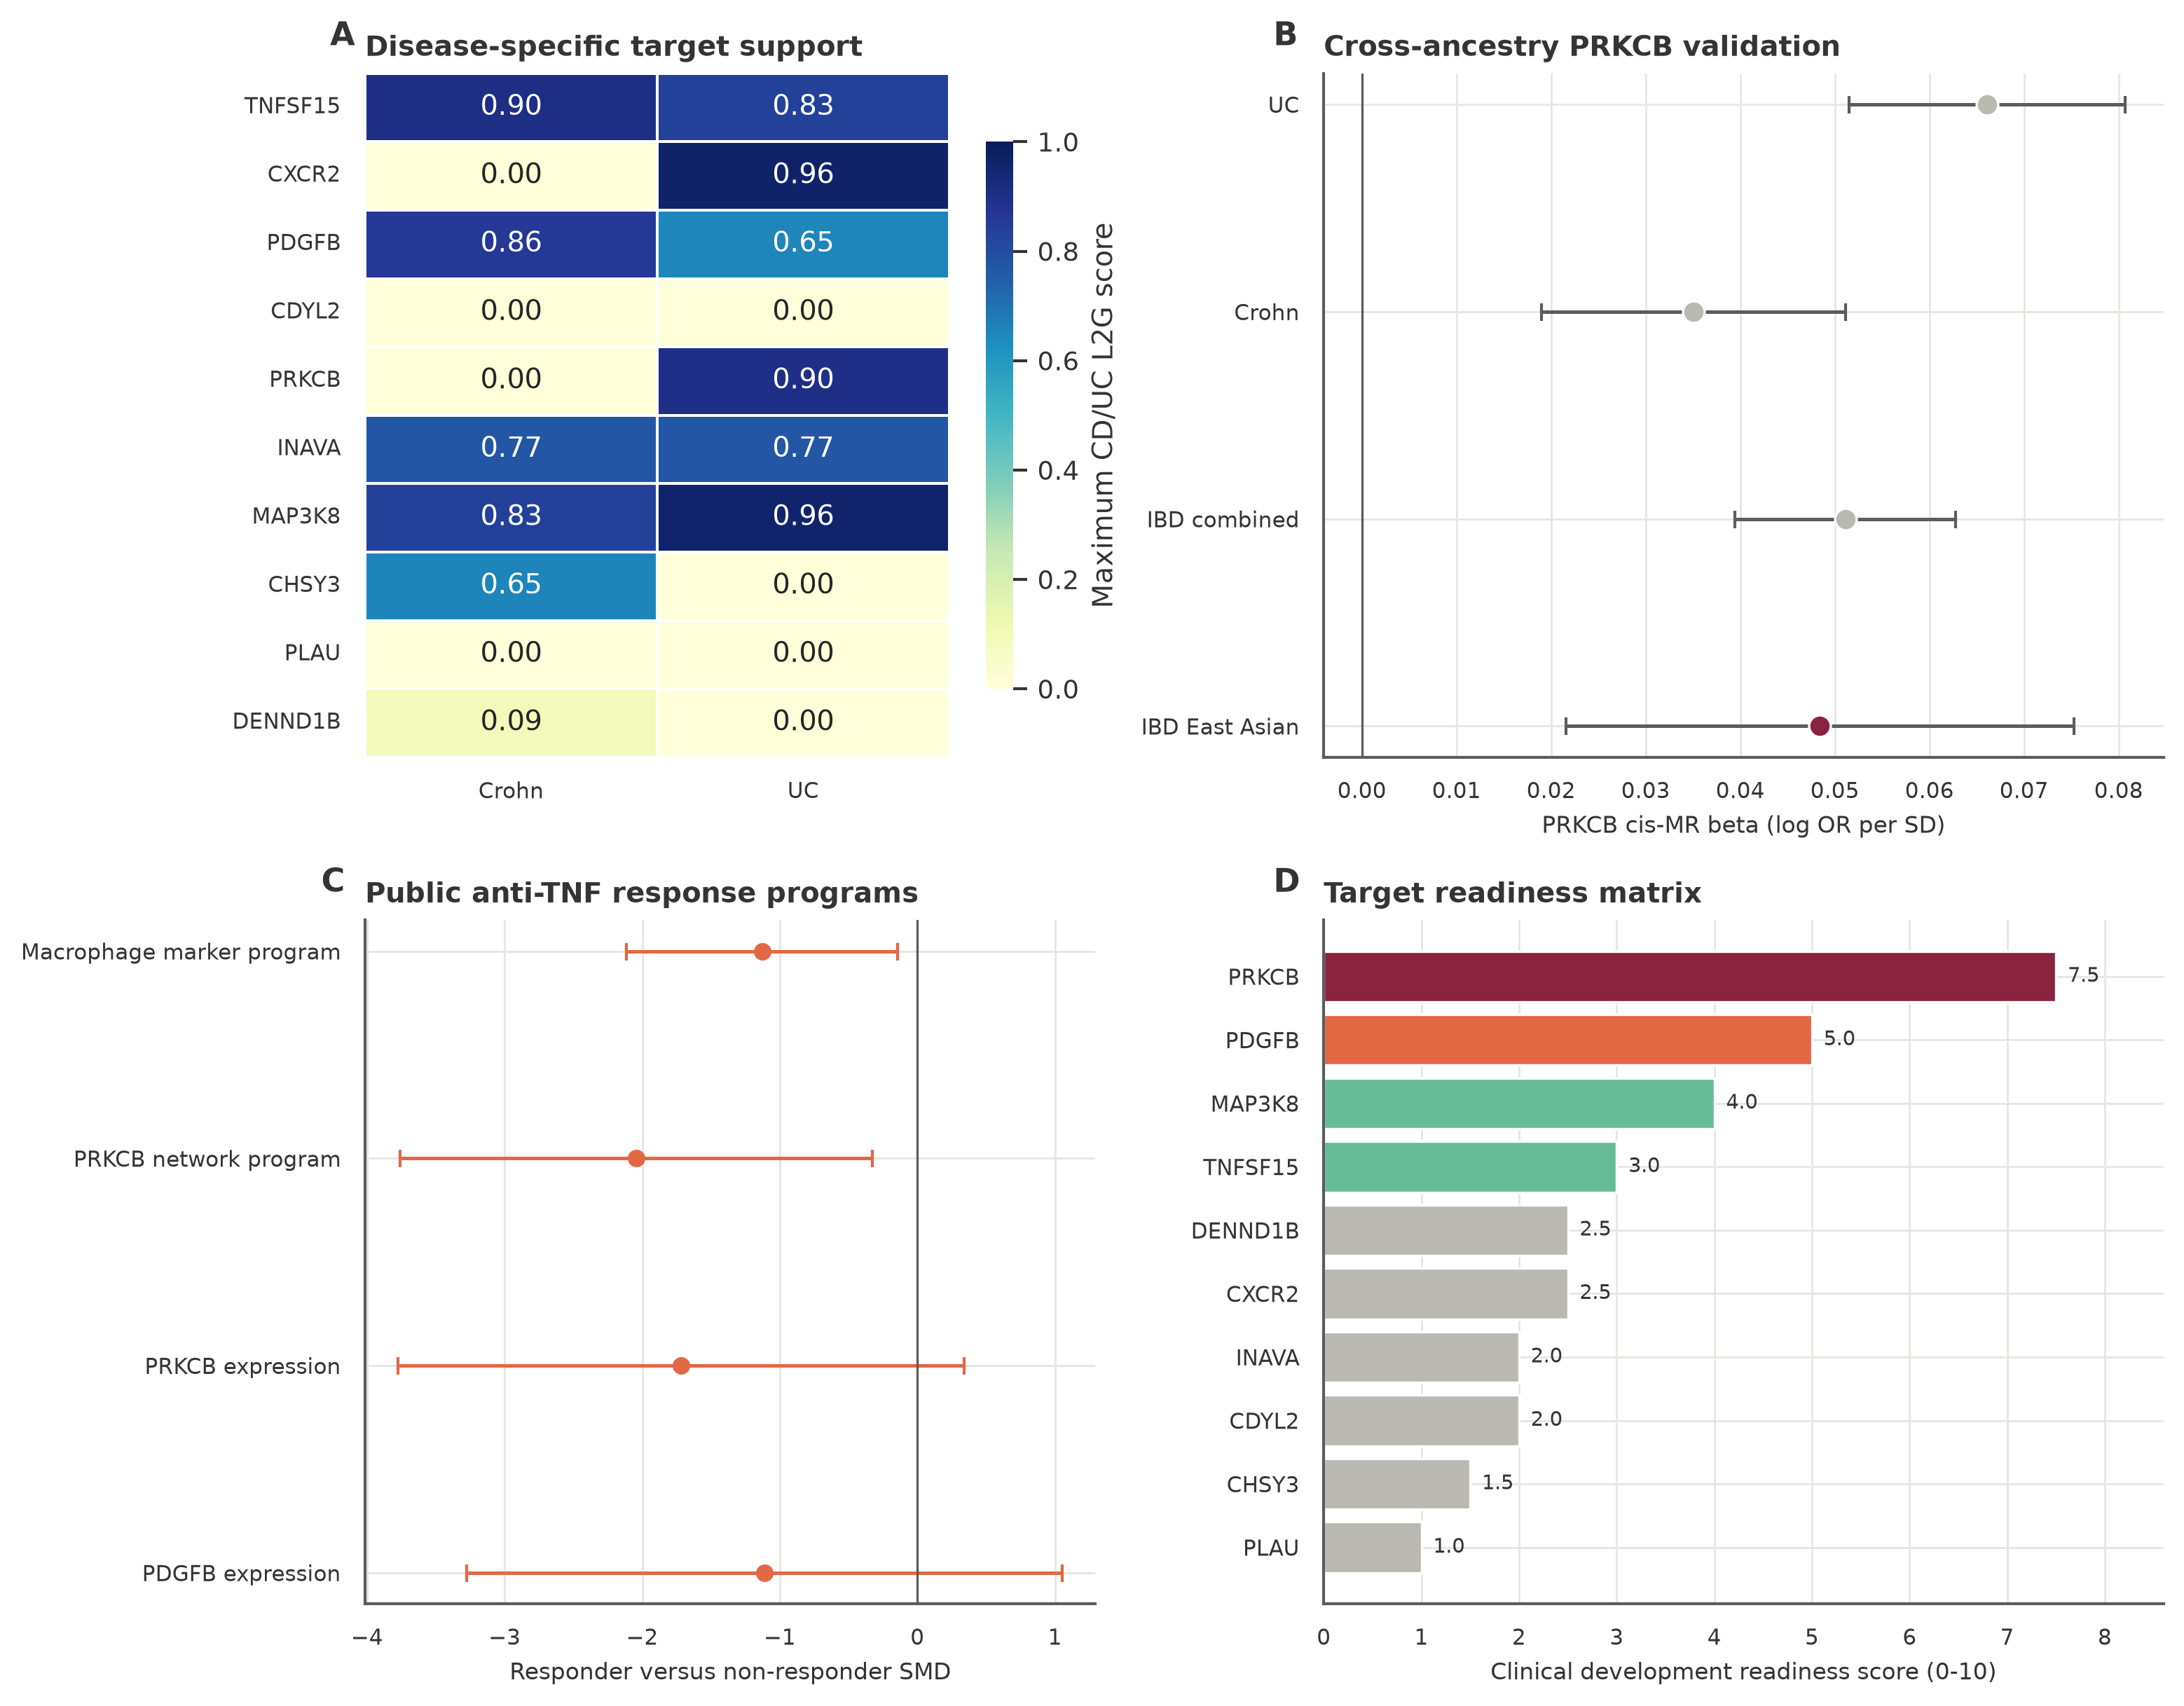 A
Disease-specific target support
TNFSF15 0.90 0.83
CXCR2 0.00 0.96
PDGFB 0.86 0.65
CDYL2 0.00 0.00
PRKCB 0.00 0.90
INAVA 0.77 0.77
MAP3K8 0.83 0.96
CHSY3 0.65 0.00
PLAU 0.00 0.00
DENND1B 0.09 0.00
Crohn UC
1.0
0.8
0.6
0.4
0.2
0.0
Maximum CD/UC L2G score
B
Cross-ancestry PRKCB validation
UC
Crohn
IBD combined
IBD East Asian
0.00 0.01 0.02 0.03 0.04 0.05 0.06 0.07 0.08
PRKCB cis-MR beta (log OR per SD)
C
Public anti-TNF response programs
Macrophage marker program
PRKCB network program
PRKCB expression
PDGFB expression
−4 −3 −2 −1 0 1
Responder versus non-responder SMD
D
Target readiness matrix
PRKCB 7.5
PDGFB 5.0
MAP3K8 4.0
TNFSF15 3.0
DENND1B 2.5
CXCR2 2.5
INAVA 2.0
CDYL2 2.0
CHSY3 1.5
PLAU 1.0
0 1 2 3 4 5 6 7 8
Clinical development readiness score (0-10)